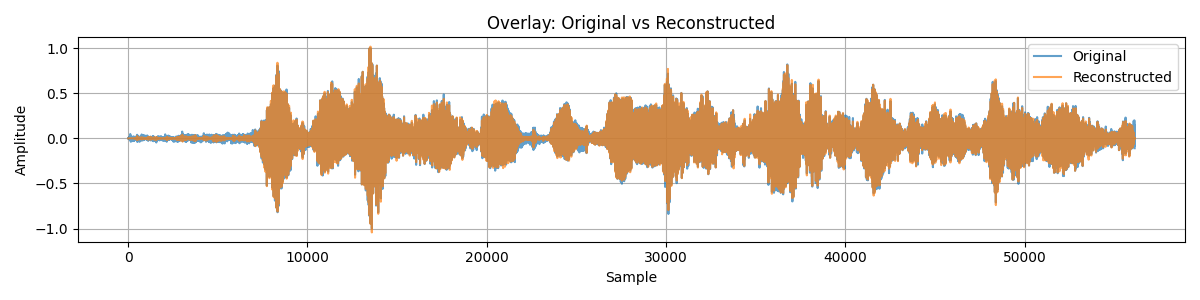 Overlay: Original vs Reconstructed
Original
Reconstructed
Amplitude
1.0
0.5
0.0
−0.5
−1.0
0 10000 20000 30000 40000 50000
Sample